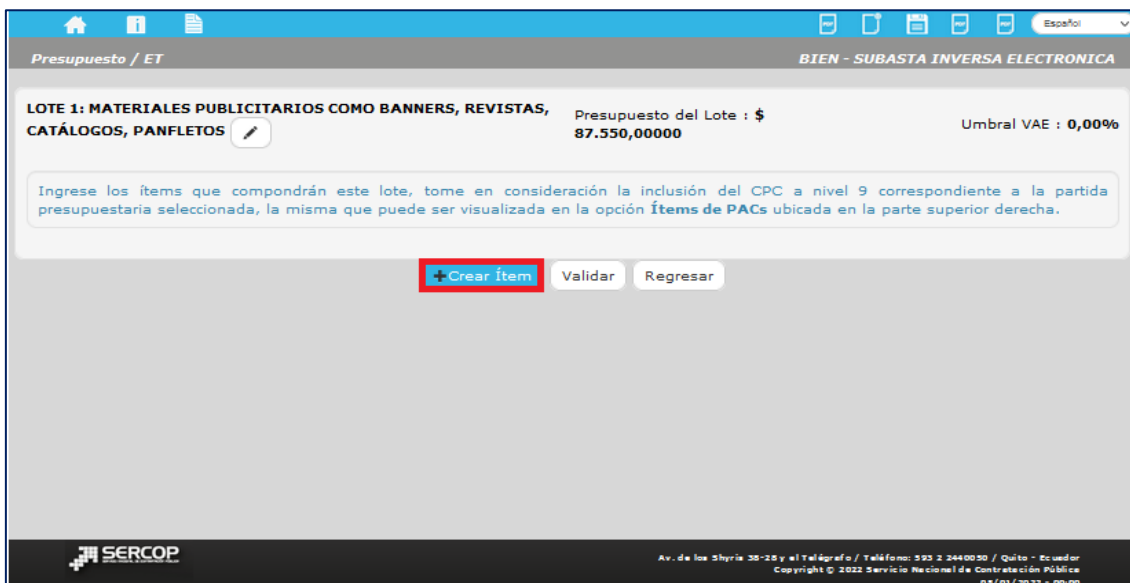 Español
Presupuesto / ET
BIEN - SUBASTA INVERSA ELECTRONICA
LOTE 1: MATERIALES PUBLICITARIOS COMO BANNERS, REVISTAS,
CATÁLOGOS, PANFLETOS
Presupuesto del Lote : $
87.550,00000
Umbral VAE : 0,00%
Ingrese los ítems que compondrán este lote, tome en consideración la inclusión del CPC a nivel 9 correspondiente a la partida
presupuestaria seleccionada, la misma que puede ser visualizada en la opción Ítems de PACs ubicada en la parte superior derecha.
+Crear Ítem
Validar
Regresar
SERCOP
Av. de los Shyris 38-28 y el Telégrafo / Teléfono: 593 2 2440050 / Quito - Ecuador
Copyright © 2022 Servicio Nacional de Contratación Pública